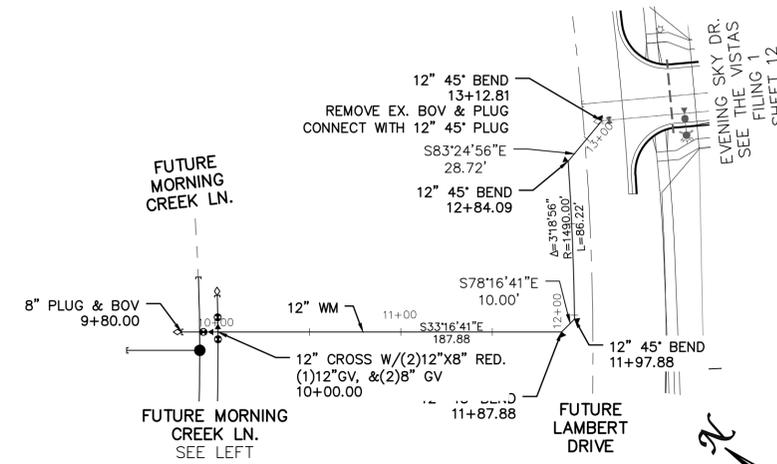 12” 45° BEND
13+12.81
REMOVE EX. BOV & PLUG
CONNECT WITH 12” 45° PLUG
S83°24'56”E
28.72'
12” 45° BEND
12+84.09
13+00
EVENING SKY DR.
SEE THE VISTAS
FILING 1
SHEET 12
FUTURE
MORNING
CREEK LN.
Δ=3°18'56”
R=1490.00'
L=86.22'
S78°16'41”E
10.00'
8” PLUG & BOV
9+80.00
12” WM
10+00
11+00
12+00
S33°16'41”E
187.88
12” 45° BEND
11+97.88
12” CROSS W/(2)12”X8” RED.
(1)12”GV, &(2)8” GV
10+00.00
11+87.88
FUTURE MORNING
CREEK LN.
SEE LEFT
FUTURE
LAMBERT
DRIVE
N